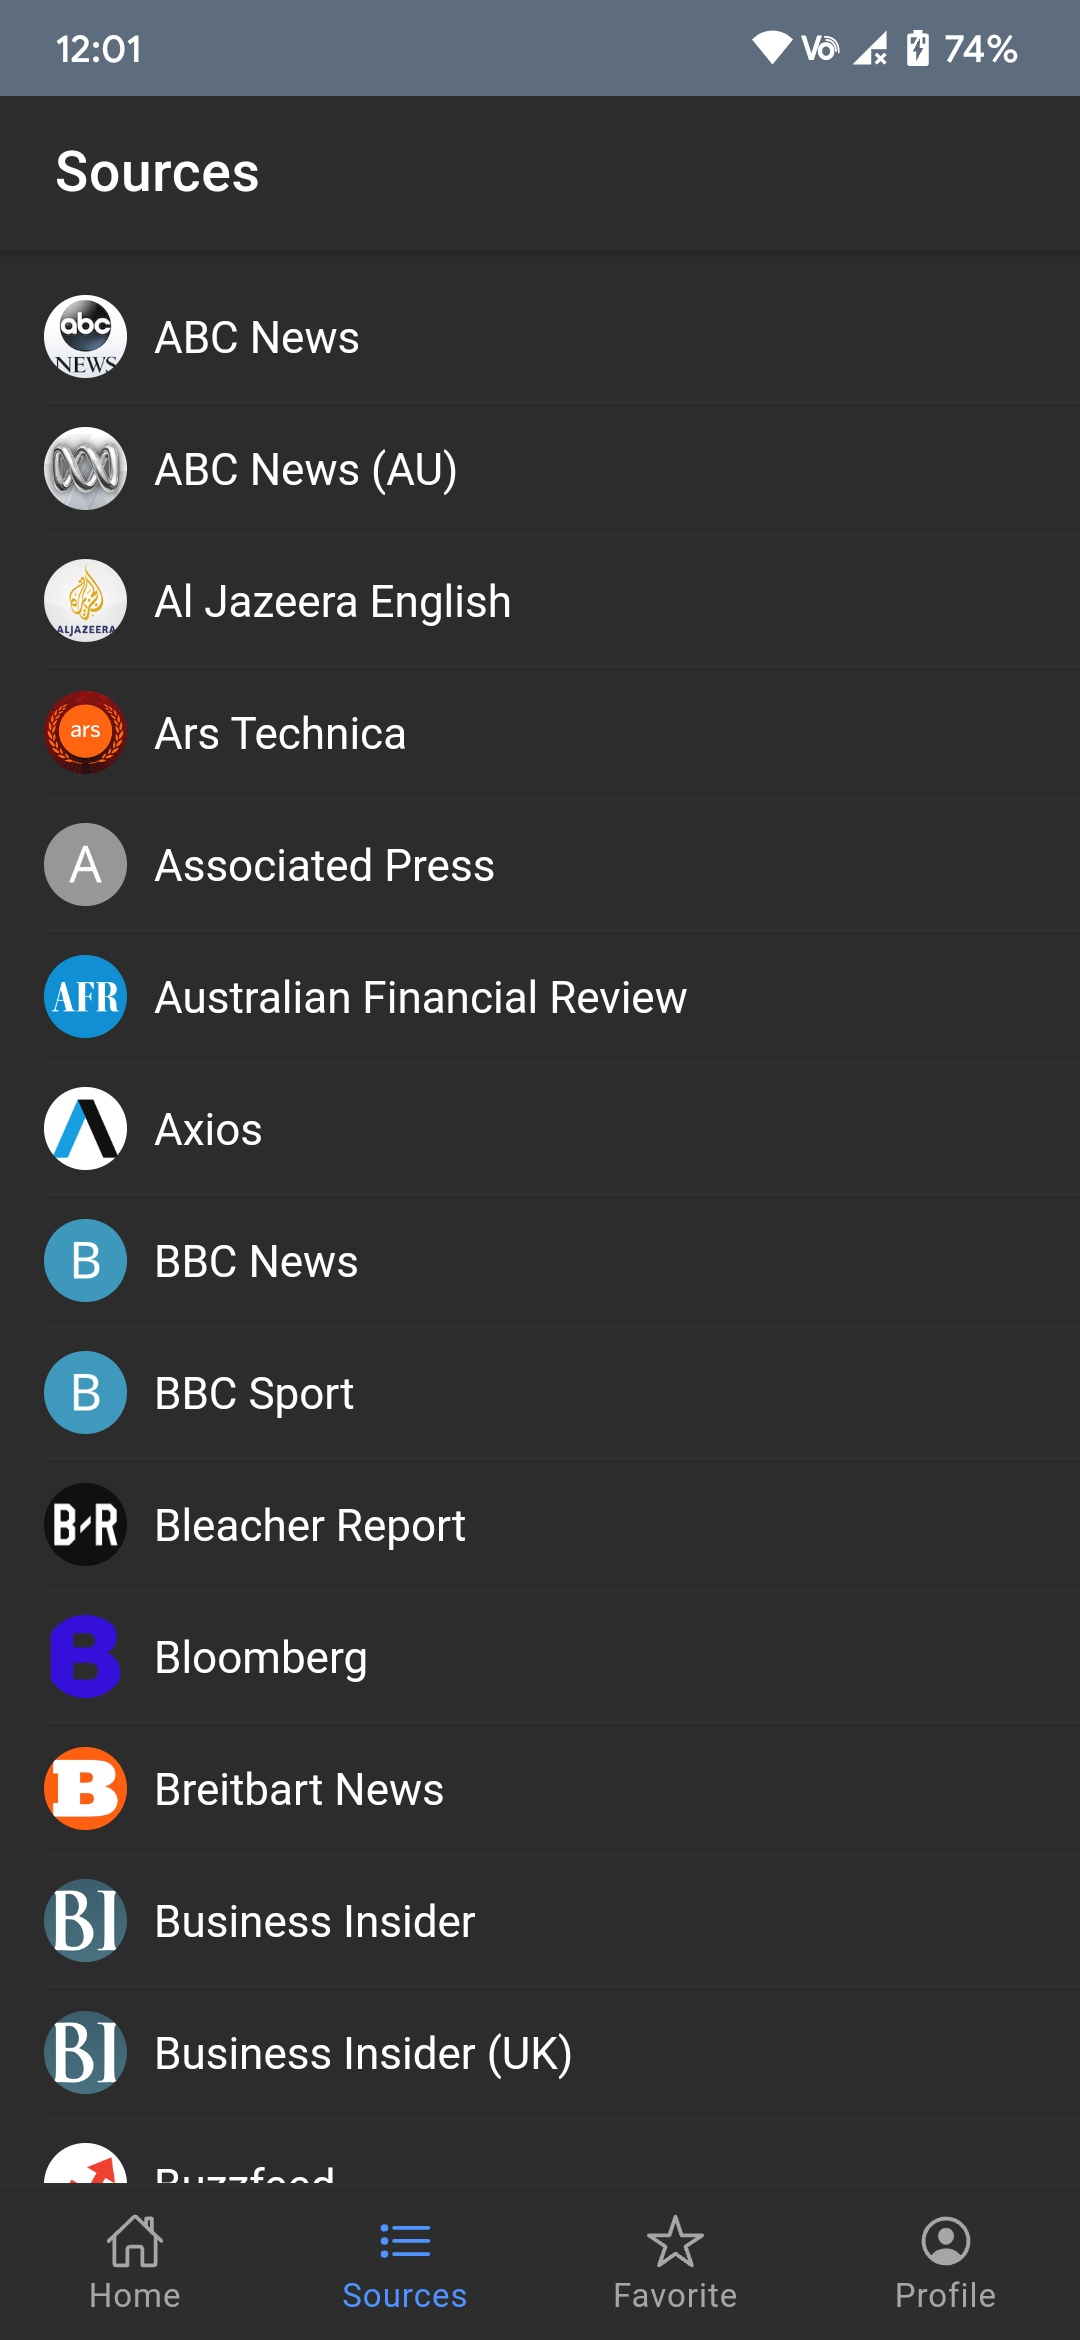 12:01 Vo 74%
Sources
abc
NEWS
ABC News
ABC News (AU)
ALJAZEERA
Al Jazeera English
ars
Ars Technica
A
Associated Press
AFR
Australian Financial Review
Axios
B
BBC News
B
BBC Sport
B/R
Bleacher Report
B
Bloomberg
B
Breitbart News
BI
Business Insider
BI
Business Insider (UK)
Buzzfeed
Home
Sources
Favorite
Profile